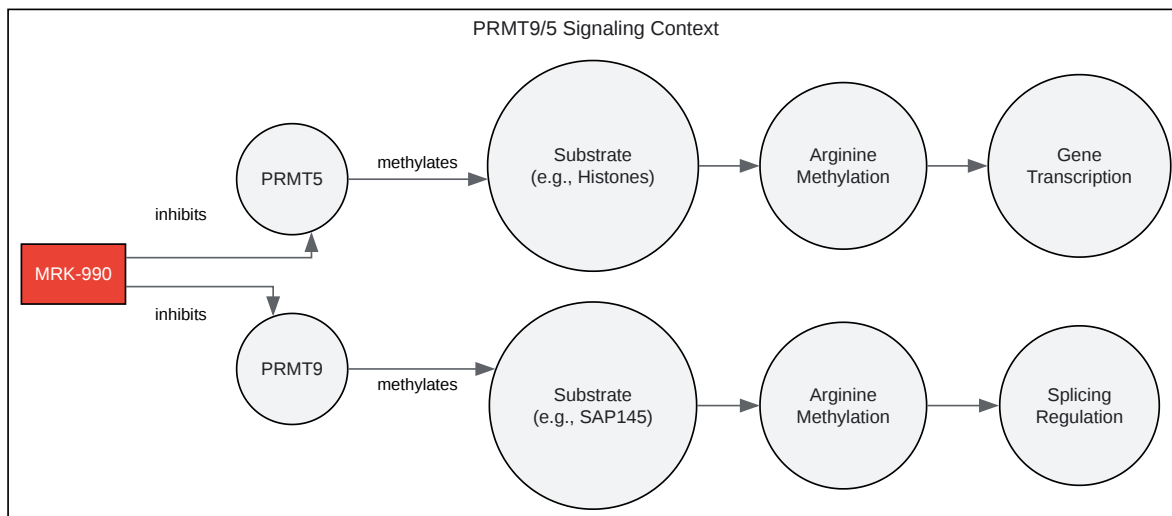 PRMT9/5 Signaling Context
PRMT5
methylates
Substrate
(e.g., Histones)
Arginine
Methylation
Gene
Transcription
inhibits
MRK-990
inhibits
PRMT9
methylates
Substrate
(e.g., SAP145)
Arginine
Methylation
Splicing
Regulation